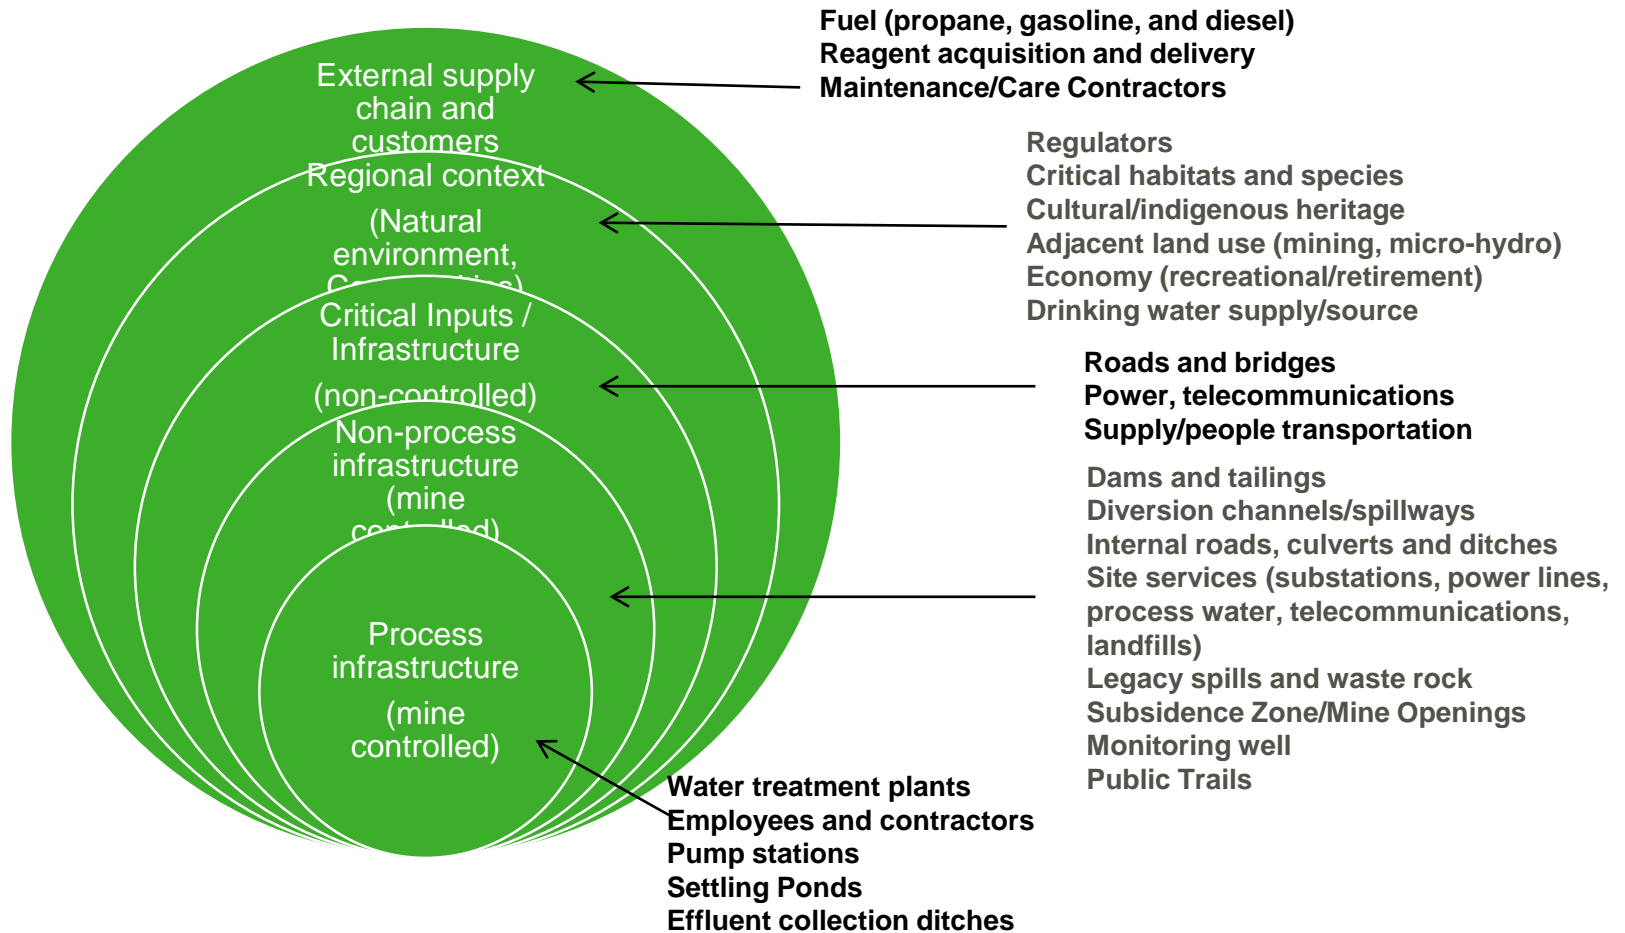 External supply
chain and
customers
Regional context
(Natural
environment,
Critical Inputs /
Infrastructure
(non-controlled)
Non-process
infrastructure
(mine
controlled)
Process
infrastructure
(mine
controlled)
Fuel (propane, gasoline, and diesel)
Reagent acquisition and delivery
Maintenance/Care Contractors
Regulators
Critical habitats and species
Cultural/indigenous heritage
Adjacent land use (mining, micro-hydro)
Economy (recreational/retirement)
Drinking water supply/source
Roads and bridges
Power, telecommunications
Supply/people transportation
Dams and tailings
Diversion channels/spillways
Internal roads, culverts and ditches
Site services (substations, power lines,
process water, telecommunications,
landfills)
Legacy spills and waste rock
Subsidence Zone/Mine Openings
Monitoring well
Public Trails
Water treatment plants
Employees and contractors
Pump stations
Settling Ponds
Effluent collection ditches